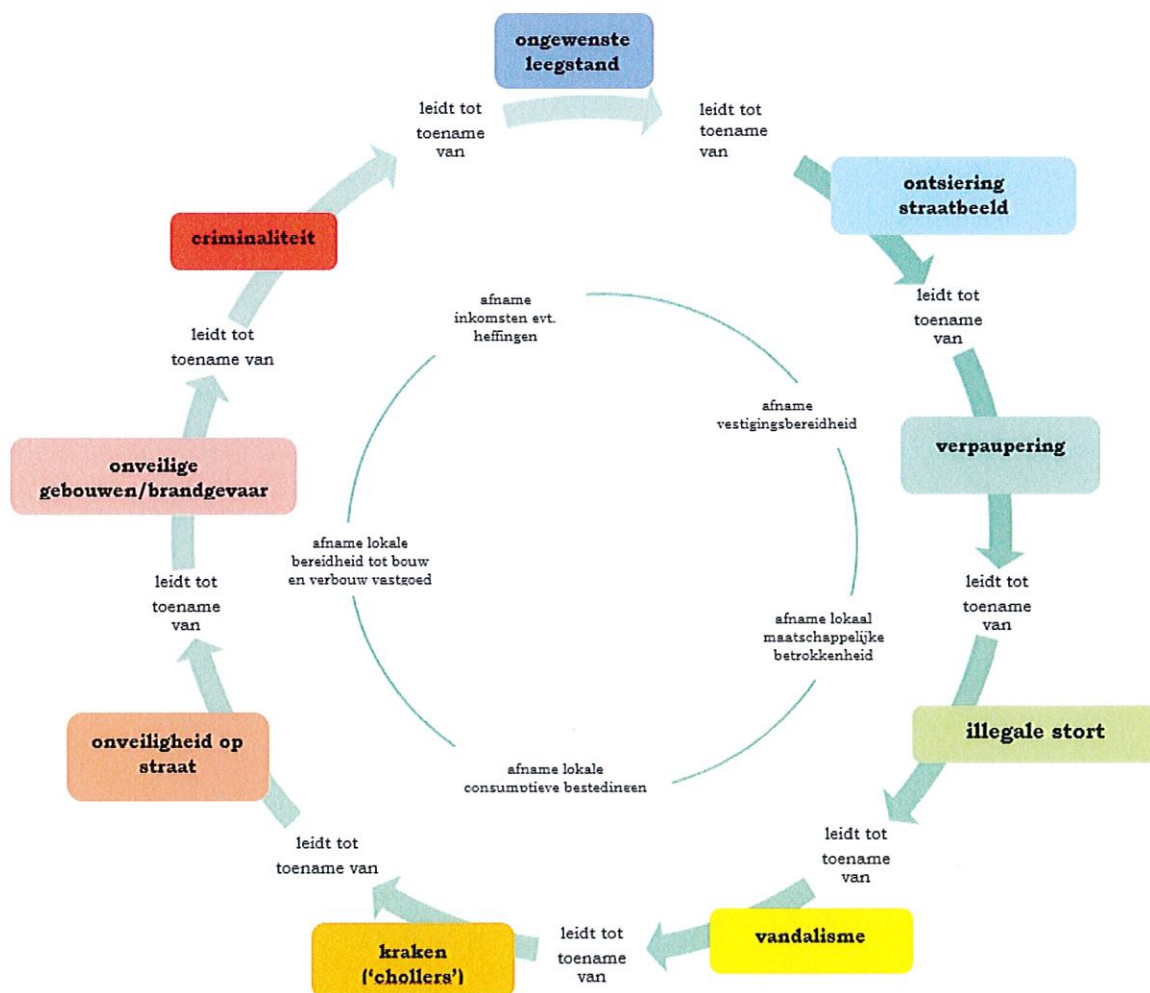 ongewenste
leegstand
leidt tot
toename
van
ontsiering
straatbeeld
leidt tot
toename
van
verpaupering
leidt tot
toename
van
illegale stort
leidt tot
toename
van
vandalisme
leidt tot
toename
van
kraken
(‘chollers’)
leidt tot
toename van
onveiligheid op
straat
leidt tot
toename
van
onveilige
gebouwen/brandgevaar
leidt tot
toename van
criminaliteit
leidt tot
toename
van
afname
inkomsten evt.
heffingen
afname
vestigingsbereidheid
afname lokaal
maatschappelijke
betrokkenheid
afname lokale
consumptieve bestedingen
afname lokale
bereidheid tot bouw
en verbouw vastgoed